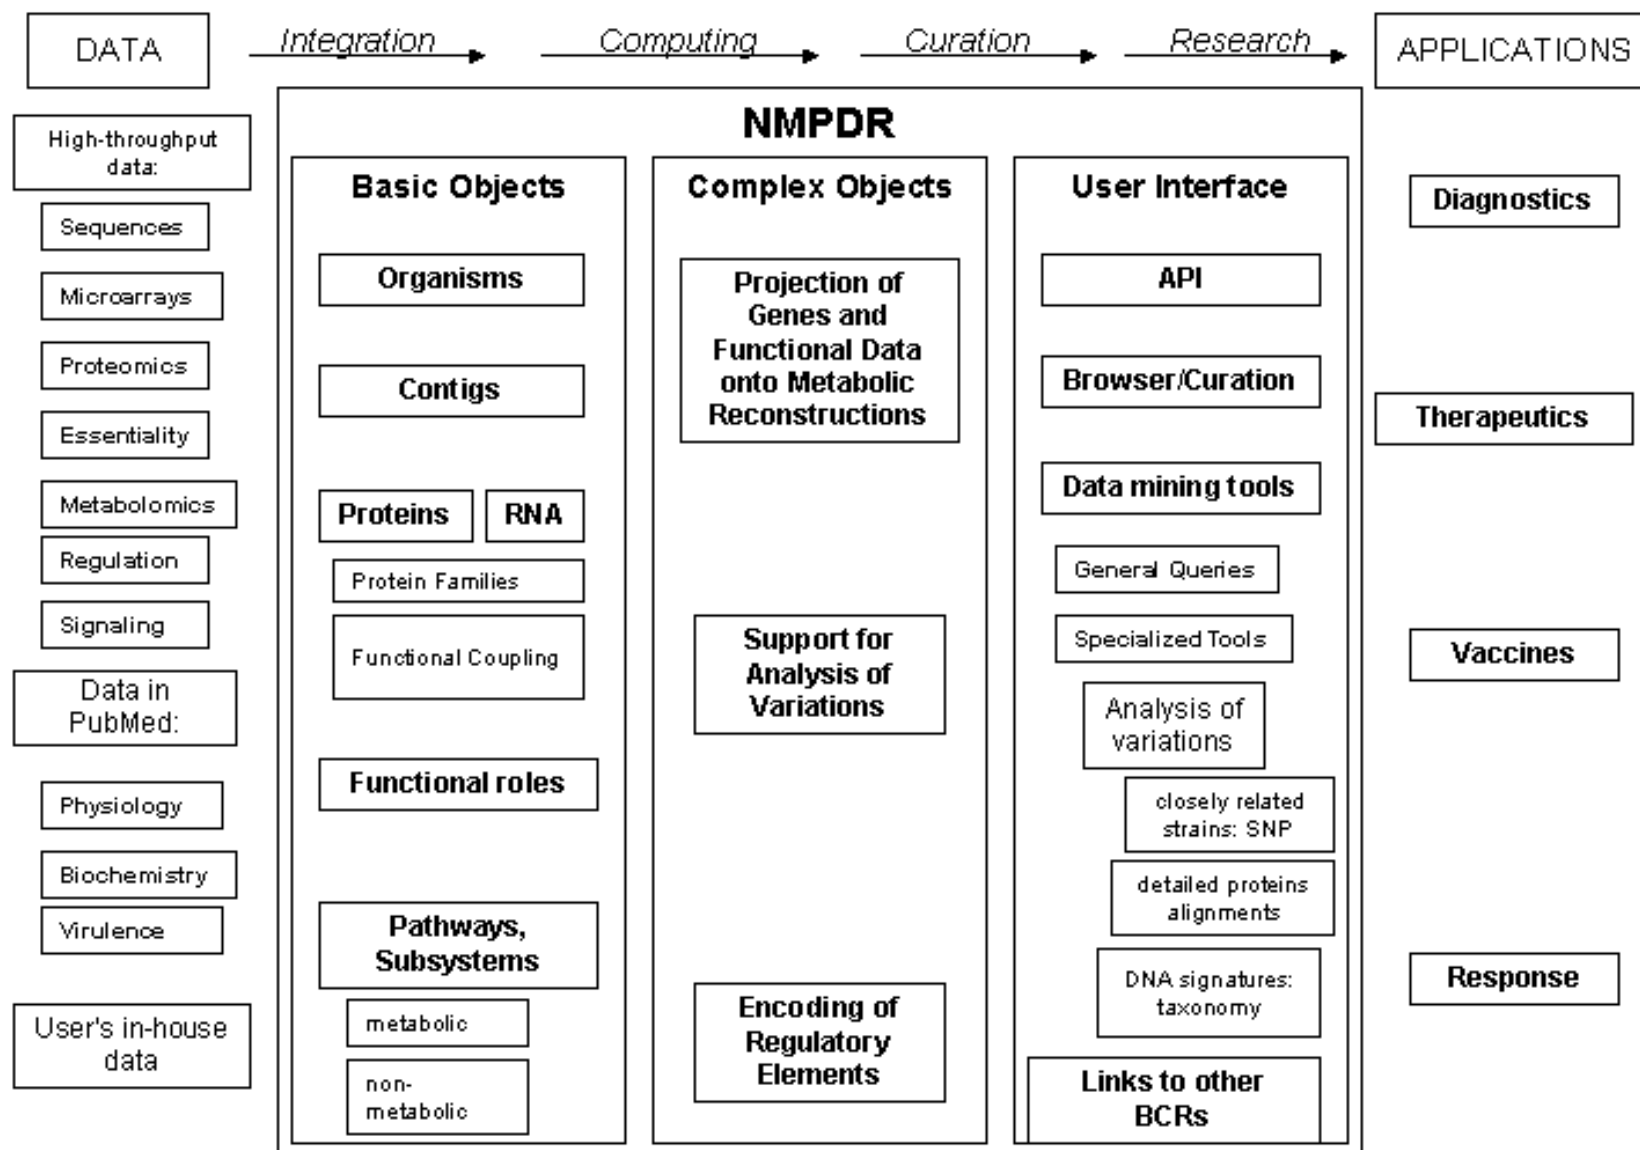 DATA
Integration
Computing
Curation
Research
APPLICATIONS
High-throughput
data:
Sequences
Microarrays
Proteomics
Essentiality
Metabolomics
Regulation
Signaling
Data in
PubMed:
Physiology
Biochemistry
Virulence
User's in-house
data
NMPDR
Basic Objects
Organisms
Contigs
Proteins
RNA
Protein Families
Functional Coupling
Functional roles
Pathways,
Subsystems
metabolic
non-
metabolic
Complex Objects
Projection of
Genes and
Functional Data
onto Metabolic
Reconstructions
Support for
Analysis of
Variations
Encoding of
Regulatory
Elements
User Interface
API
Browser/Curation
Data mining tools
General Queries
Specialized Tools
Analysis of
variations
closely related
strains: SNP
detailed proteins
alignments
DNA signatures:
taxonomy
Links to other
BCRs
Diagnostics
Therapeutics
Vaccines
Response